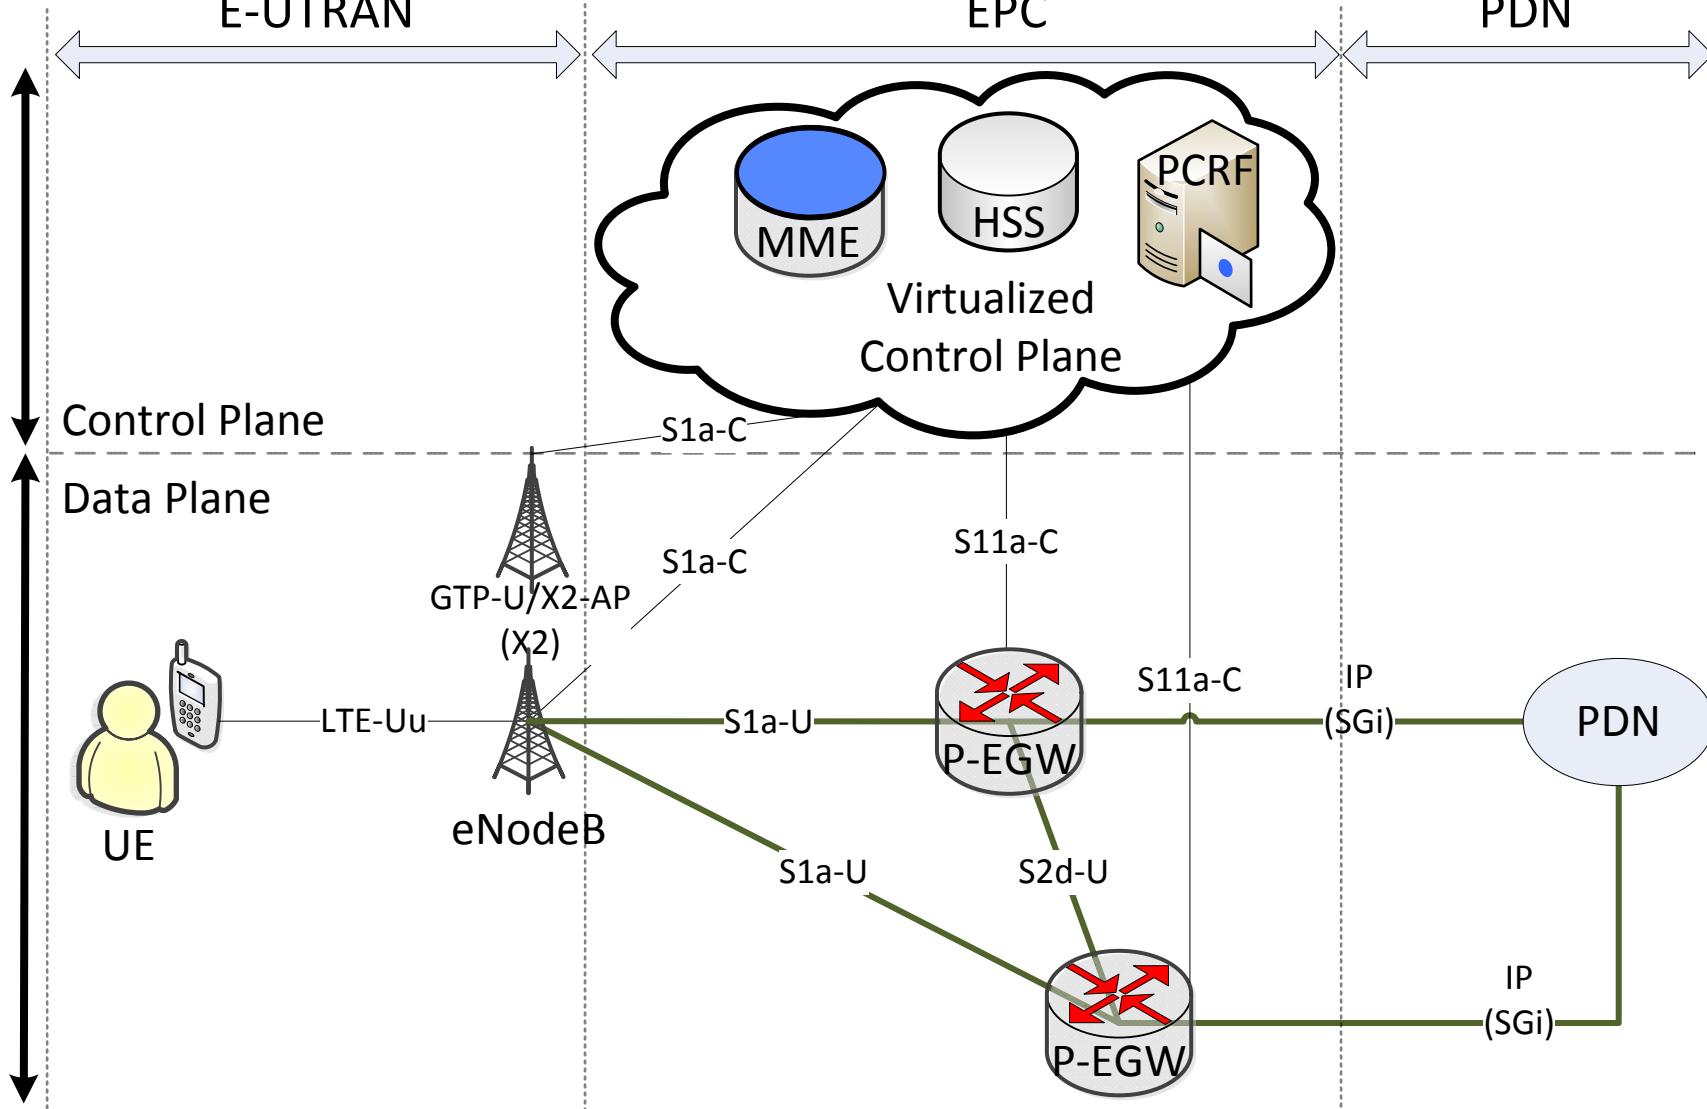 E-UTRAN
EPC
PDN
MME
HSS
PCRF
Virtualized
Control Plane
Control Plane
S1a-C
Data Plane
S1a-C
S11a-C
GTP-U/X2-AP
(X2)
S11a-C
IP
(SGi)
LTE-Uu
S1a-U
P-EGW
PDN
UE
eNodeB
S1a-U
S2d-U
IP
(SGi)
P-EGW